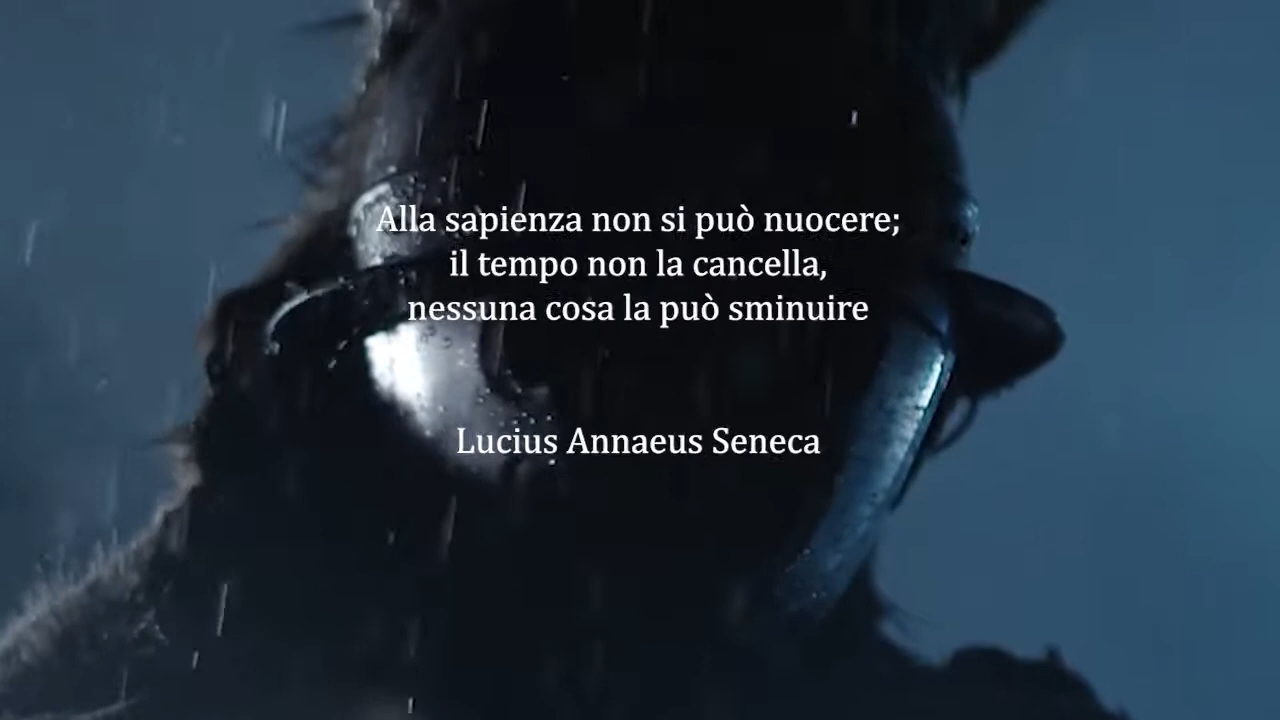 Alla sapienza non si può nuocere;
il tempo non la cancella,
nessuna cosa la può sminuire
Lucius Annaeus Seneca